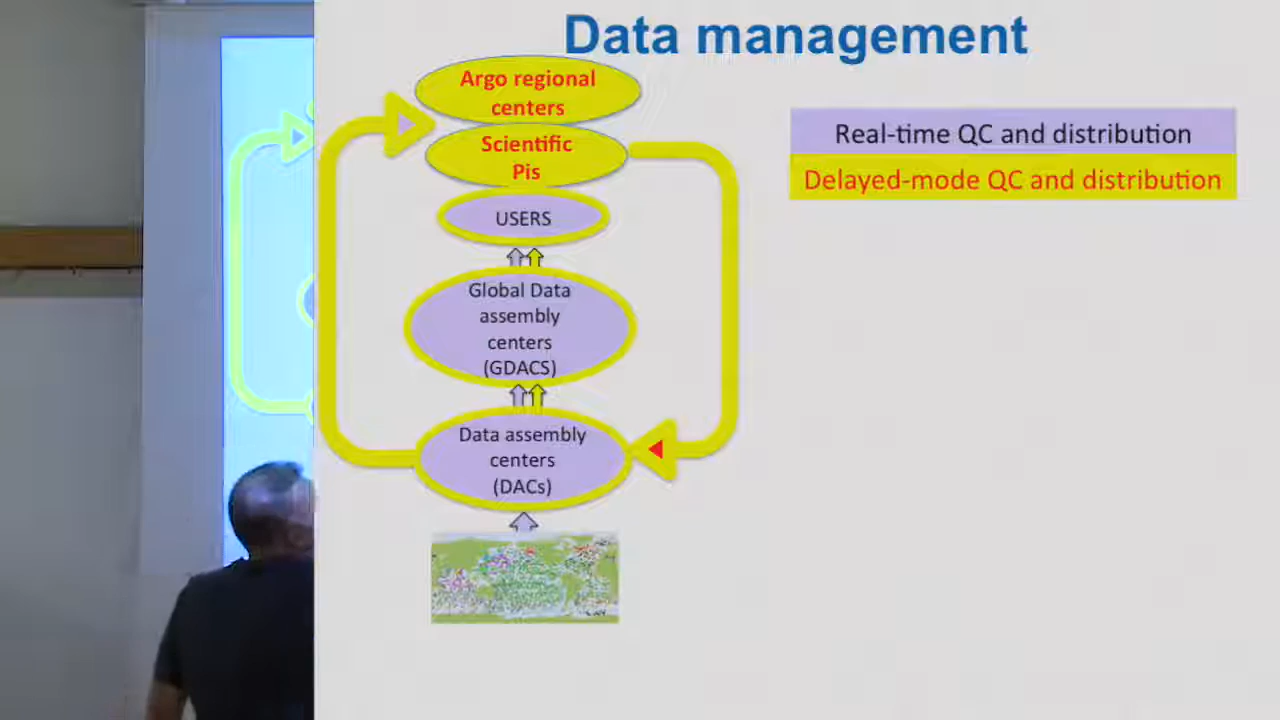 Data management
Argo regional
centers
Scientific
Pis
USERS
Global Data
assembly
centers
(GDACS)
Data assembly
centers
(DACs)
Real-time QC and distribution
Delayed-mode QC and distribution